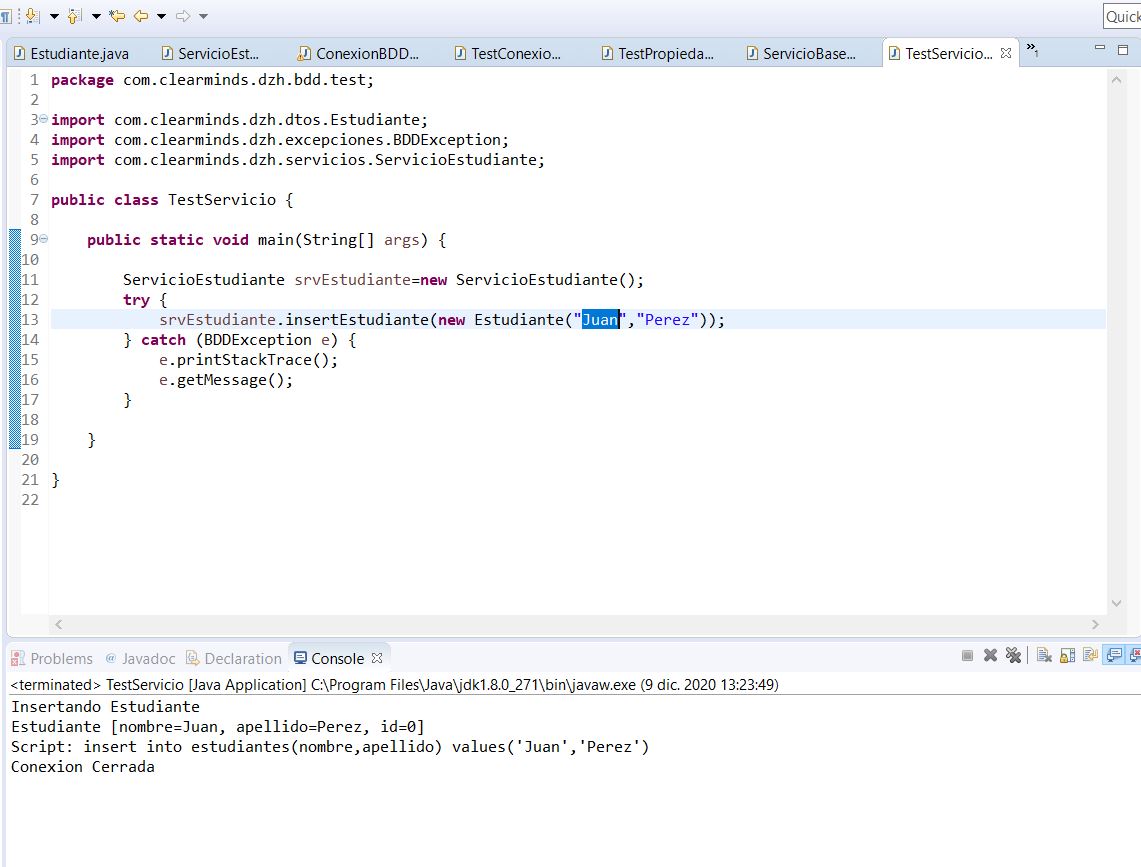 Quick
Estudiante.java ServicioEst... ConexionBDD... TestConexio... TestPropieda... ServicioBase... TestServicio... »1
1 package com.clearminds.dzh.bdd.test;
2
3 import com.clearminds.dzh.dtos.Estudiante;
4 import com.clearminds.dzh.excepciones.BDDException;
5 import com.clearminds.dzh.servicios.ServicioEstudiante;
6
7 public class TestServicio {
8
9 public static void main(String[] args) {
10
11 ServicioEstudiante srvEstudiante=new ServicioEstudiante();
12 try {
13 srvEstudiante.insertEstudiante(new Estudiante("Juan","Perez"));
14 } catch (BDDException e) {
15 e.printStackTrace();
16 e.getMessage();
17 }
18
19 }
20
21 }
22
Problems @ Javadoc Declaration Console
<terminated> TestServicio [Java Application] C:\Program Files\Java\jdk1.8.0_271\bin\javaw.exe (9 dic. 2020 13:23:49)
Insertando Estudiante
Estudiante [nombre=Juan, apellido=Perez, id=0]
Script: insert into estudiantes(nombre,apellido) values('Juan','Perez')
Conexion Cerrada